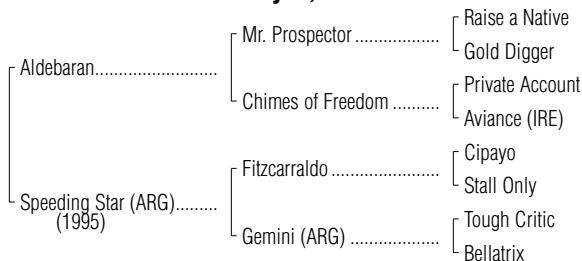 Raise a Native
Mr. Prospector ..................
Gold Digger
Aldebaran..........................
Private Account
Chimes of Freedom ..........
Aviance (IRE)
Cipayo
Fitzcarraldo .......................
Stall Only
Speeding Star (ARG).........
(1995)
Tough Critic
Gemini (ARG) ...................
Bellatrix